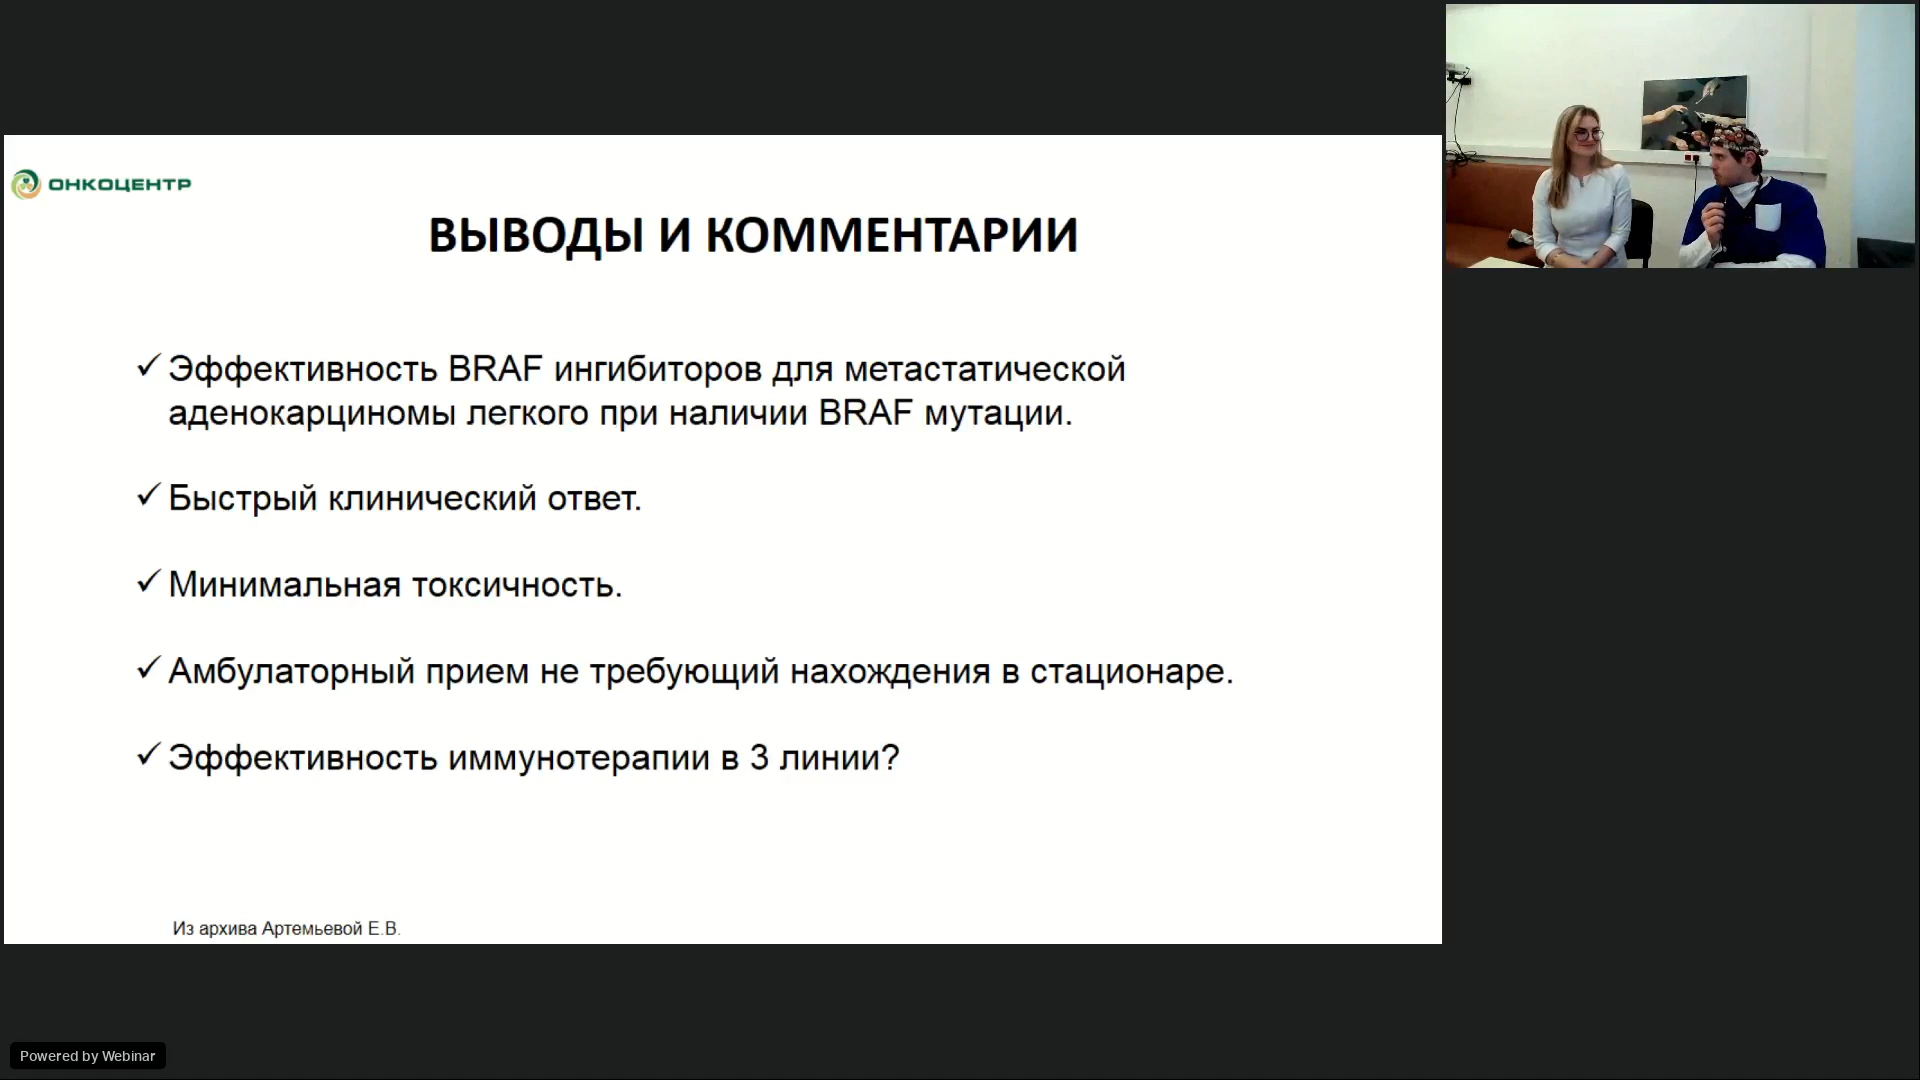 ОНКОЦЕНТР
ВЫВОДЫ И КОММЕНТАРИИ
Эффективность BRAF ингибиторов для метастатической
аденокарциномы легкого при наличии BRAF мутации.
Быстрый клинический ответ.
Минимальная токсичность.
Амбулаторный прием не требующий нахождения в стационаре.
Эффективность иммунотерапии в 3 линии?
Из архива Артемьевой Е.В.
Powered by Webinar